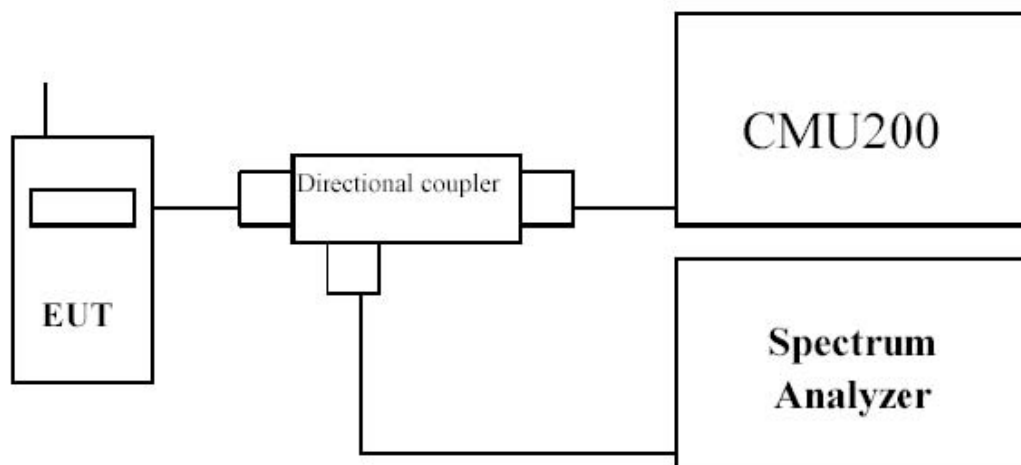 CMU200
Directional coupler
EUT
Spectrum
Analyzer